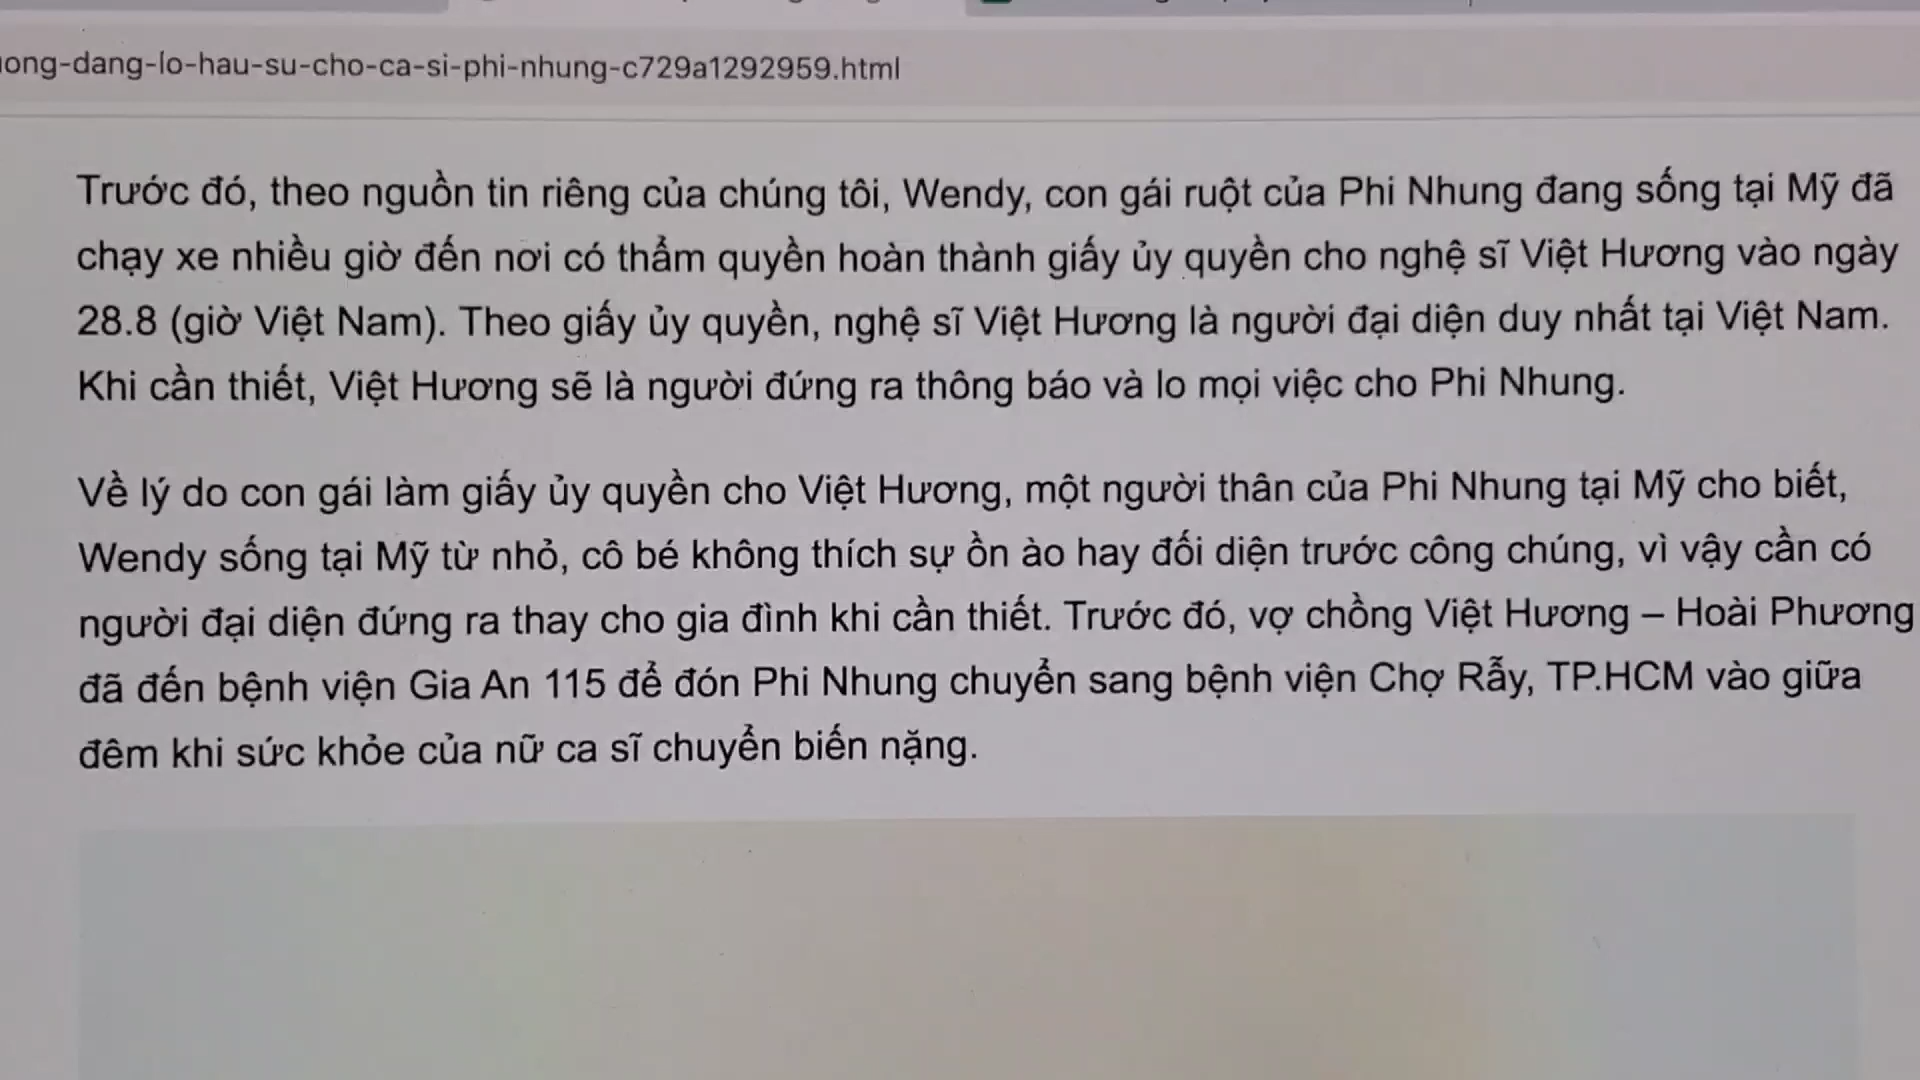 ong-dang-lo-hau-su-cho-ca-si-phi-nhung-c729a1292959.html
Trước đó, theo nguồn tin riêng của chúng tôi, Wendy, con gái ruột của Phi Nhung đang sống tại Mỹ đã
chạy xe nhiều giờ đến nơi có thẩm quyền hoàn thành giấy ủy quyền cho nghệ sĩ Việt Hương vào ngày
28.8 (giờ Việt Nam). Theo giấy ủy quyền, nghệ sĩ Việt Hương là người đại diện duy nhất tại Việt Nam.
Khi cần thiết, Việt Hương sẽ là người đứng ra thông báo và lo mọi việc cho Phi Nhung.
Về lý do con gái làm giấy ủy quyền cho Việt Hương, một người thân của Phi Nhung tại Mỹ cho biết,
Wendy sống tại Mỹ từ nhỏ, cô bé không thích sự ồn ào hay đối diện trước công chúng, vì vậy cần có
người đại diện đứng ra thay cho gia đình khi cần thiết. Trước đó, vợ chồng Việt Hương – Hoài Phương
đã đến bệnh viện Gia An 115 để đón Phi Nhung chuyển sang bệnh viện Chợ Rẫy, TP.HCM vào giữa
đêm khi sức khỏe của nữ ca sĩ chuyển biến nặng.